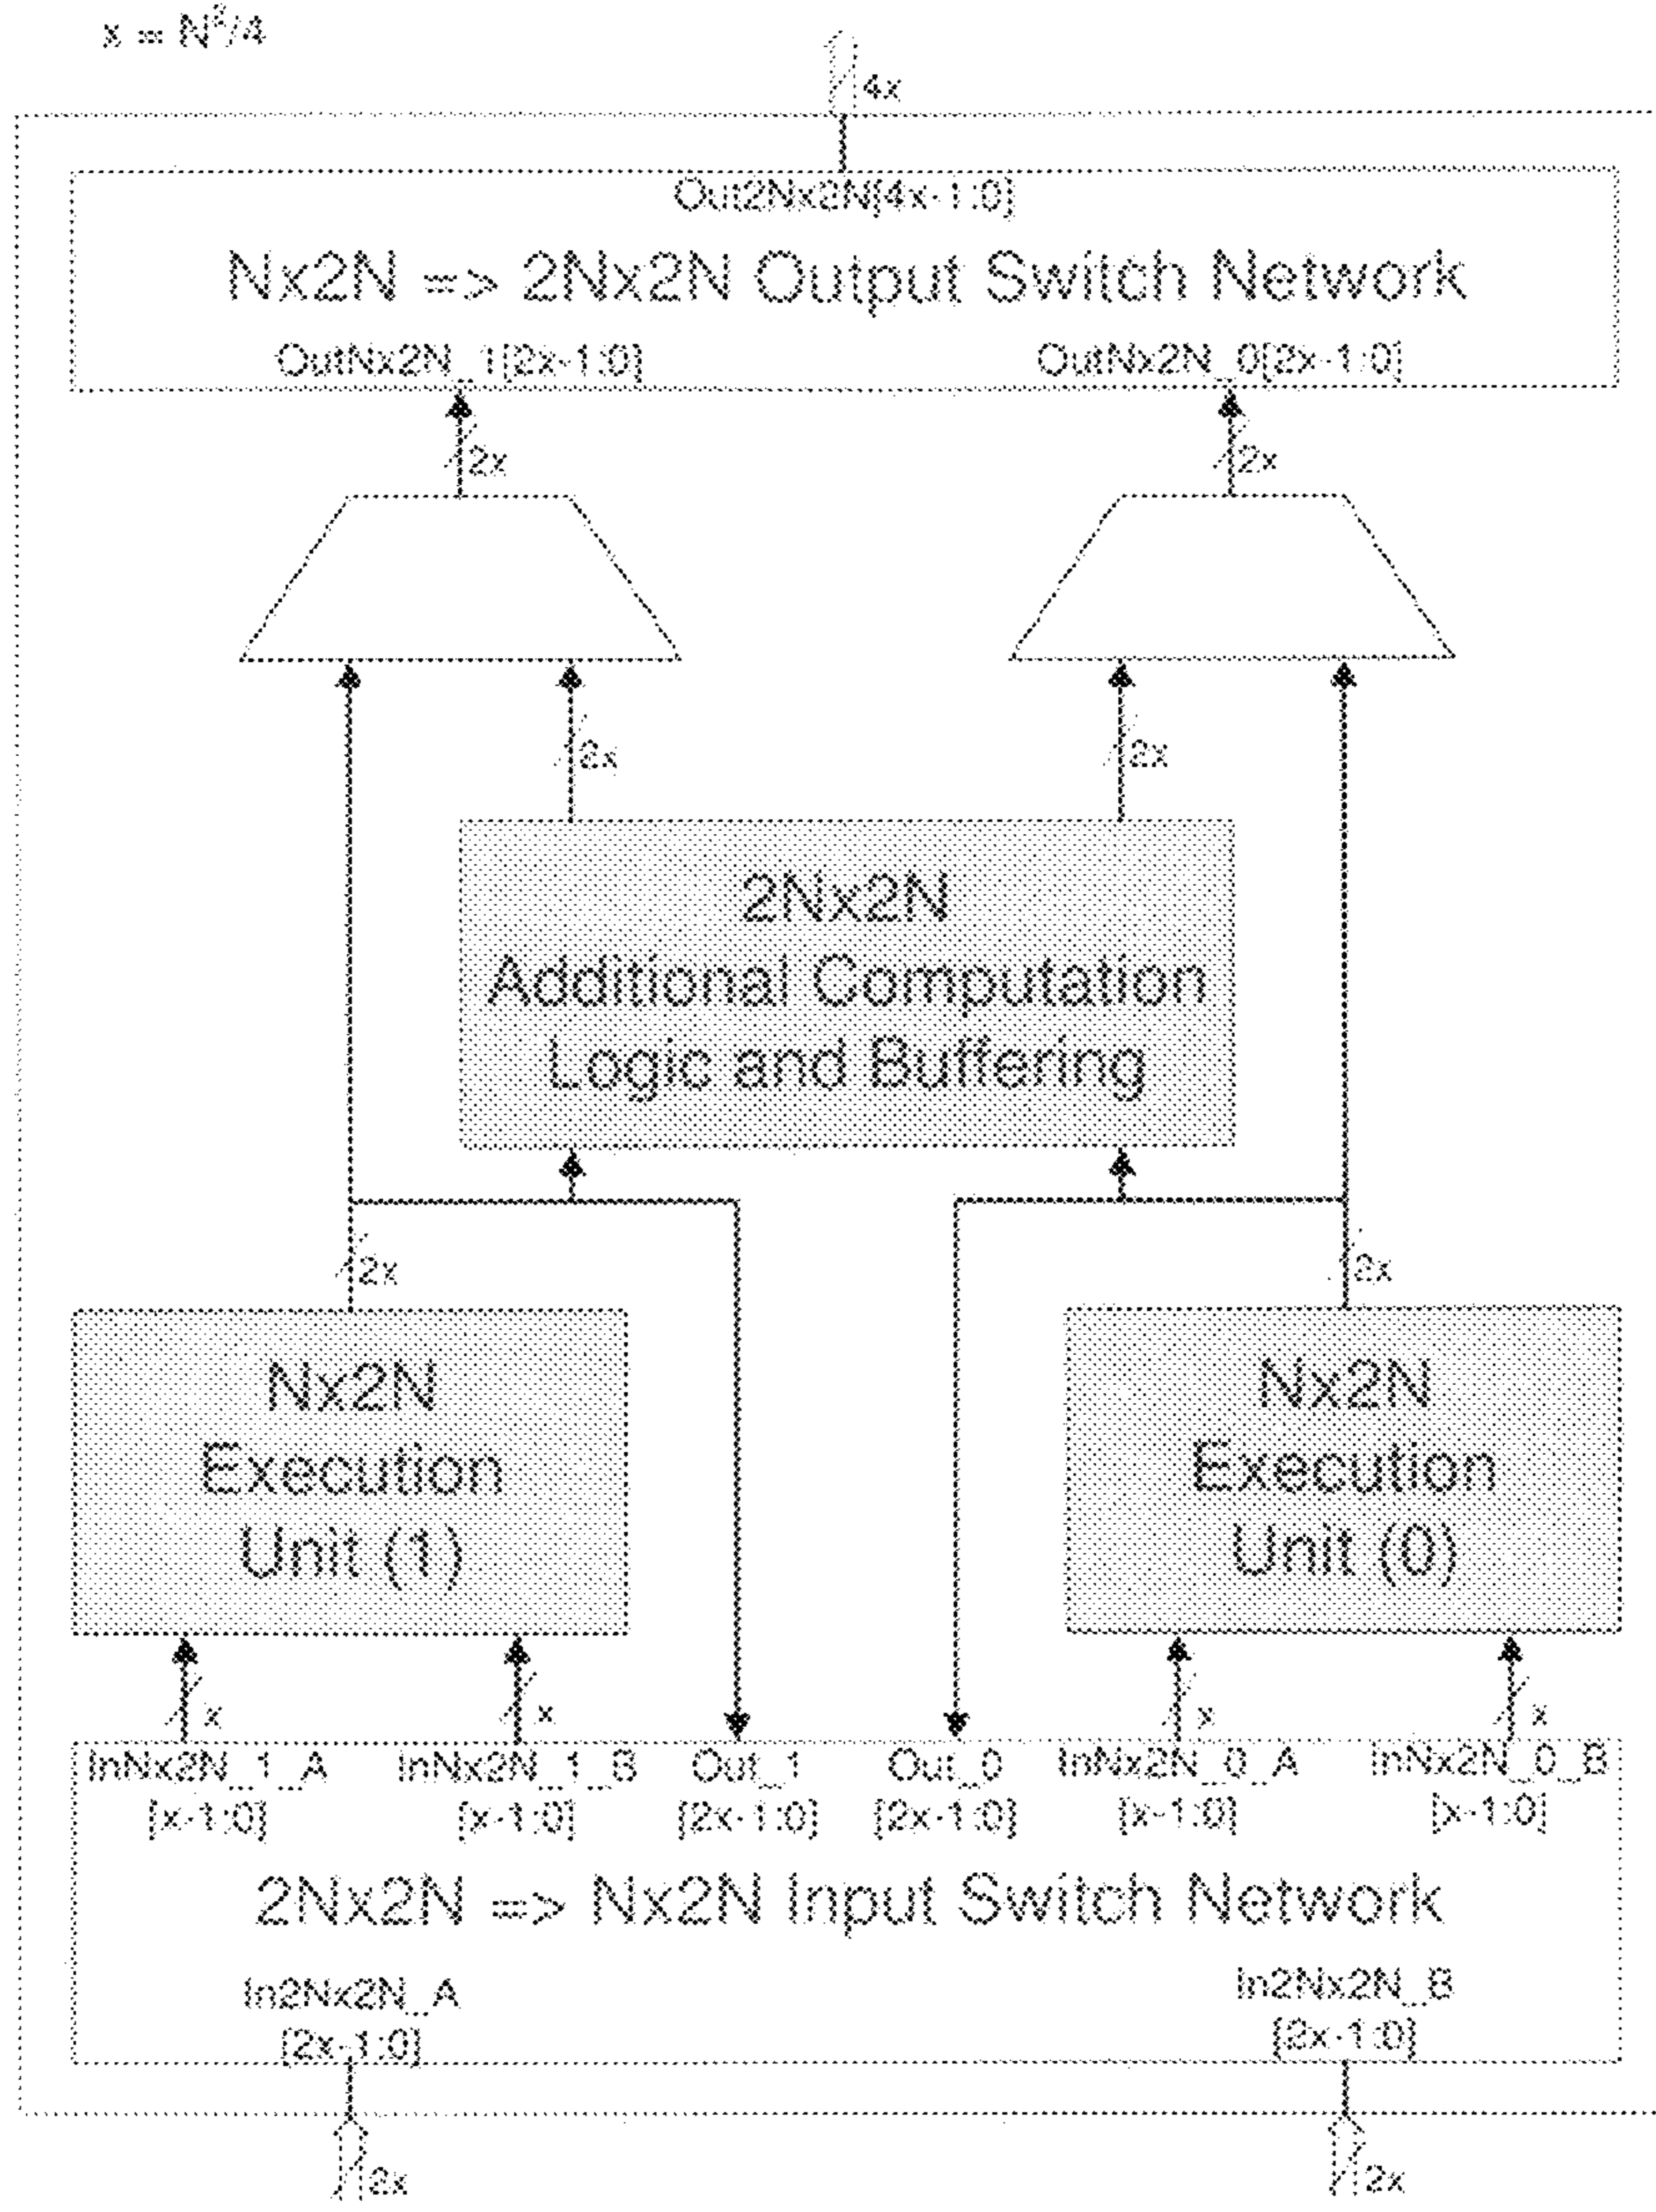 x = N²/4
4x
Out2Nx2N[4x-1:0]
Nx2N => 2Nx2N Output Switch Network
OutNx2N_1[2x-1:0] OutNx2N_0[2x-1:0]
2x 2x
2x 2x
2Nx2N
Additional Computation
Logic and Buffering
2x 2x
Nx2N
Execution
Unit (1)
Nx2N
Execution
Unit (0)
x x x x
InNx2N_1_A InNx2N_1_B Out_1 Out_0 InNx2N_0_A InNx2N_0_B
[x-1:0] [x-1:0] [2x-1:0] [2x-1:0] [x-1:0] [x-1:0]
2Nx2N => Nx2N Input Switch Network
In2Nx2N_A In2Nx2N_B
[2x-1:0] [2x-1:0]
2x 2x